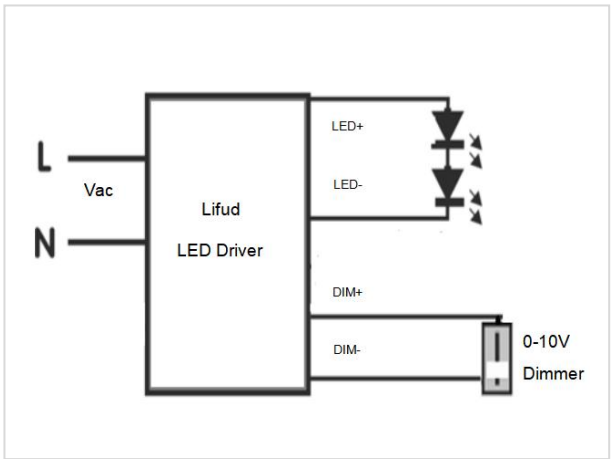 LED+
L
Vac
LED-
Lifud
N
LED Driver
DIM+
DIM-
0-10V
Dimmer